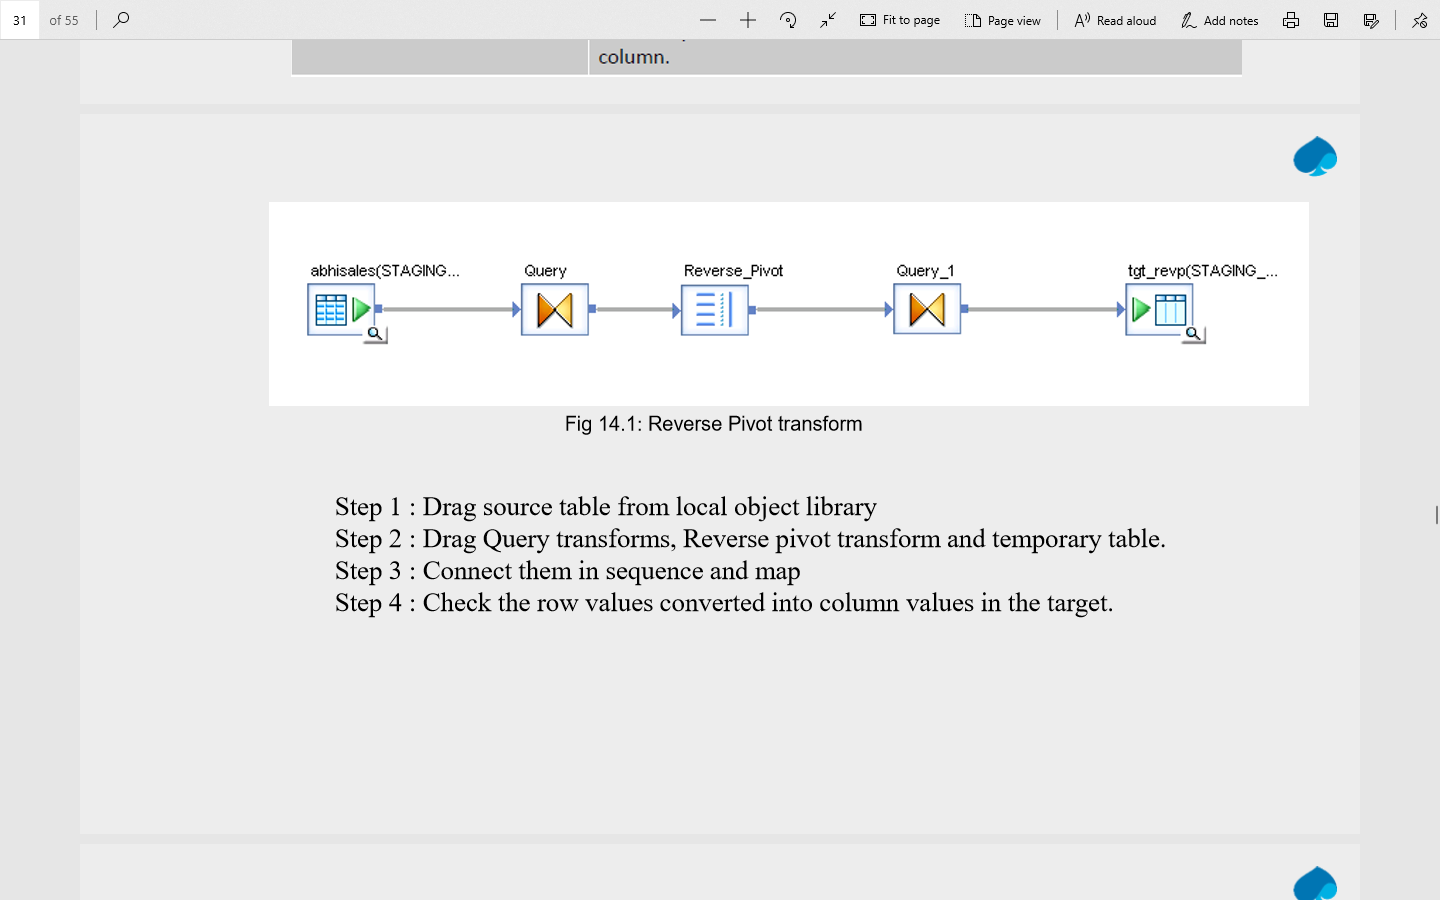 31 of 55 Fit to page Page view Read aloud Add notes
column.
abhisales(STAGING... Query Reverse_Pivot Query_1 tgt_revp(STAGING_...
Fig 14.1: Reverse Pivot transform
Step 1 : Drag source table from local object library
Step 2 : Drag Query transforms, Reverse pivot transform and temporary table.
Step 3 : Connect them in sequence and map
Step 4 : Check the row values converted into column values in the target.